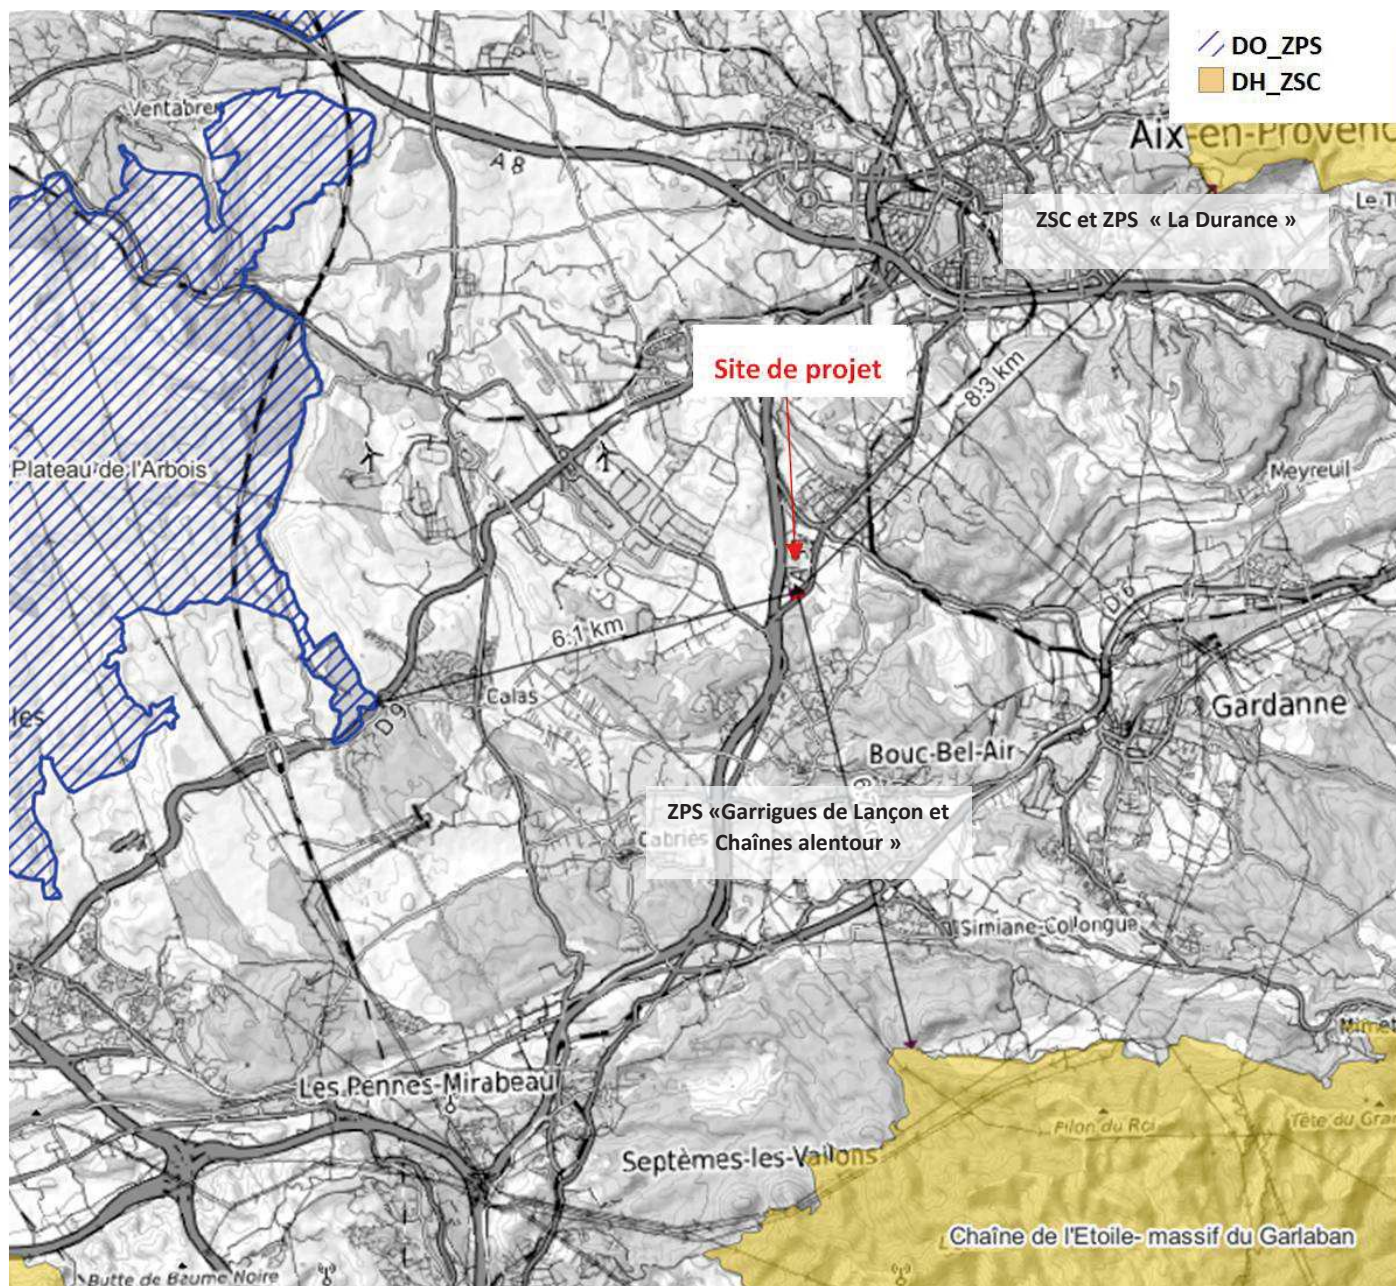 DO_ZPS
DH_ZSC
Ventabren
Aix-en-Provenc
A 8
ZSC et ZPS « La Durance »
Site de projet
8.3 km
Plateau de l'Arbois
Meyreuil
D 6
6.1 km
Calas
D 9
Gardanne
Bouc-Bel-Air
ZPS «Garrigues de Lançon et
Chaînes alentour »
Cabriès
Simiane-Collongue
Les Pennes-Mirabeau
Pilon du Roi
Tête du Gra
Septèmes-les-Vallons
Chaîne de l'Etoile- massif du Garlaban
Butte de Baume Noire